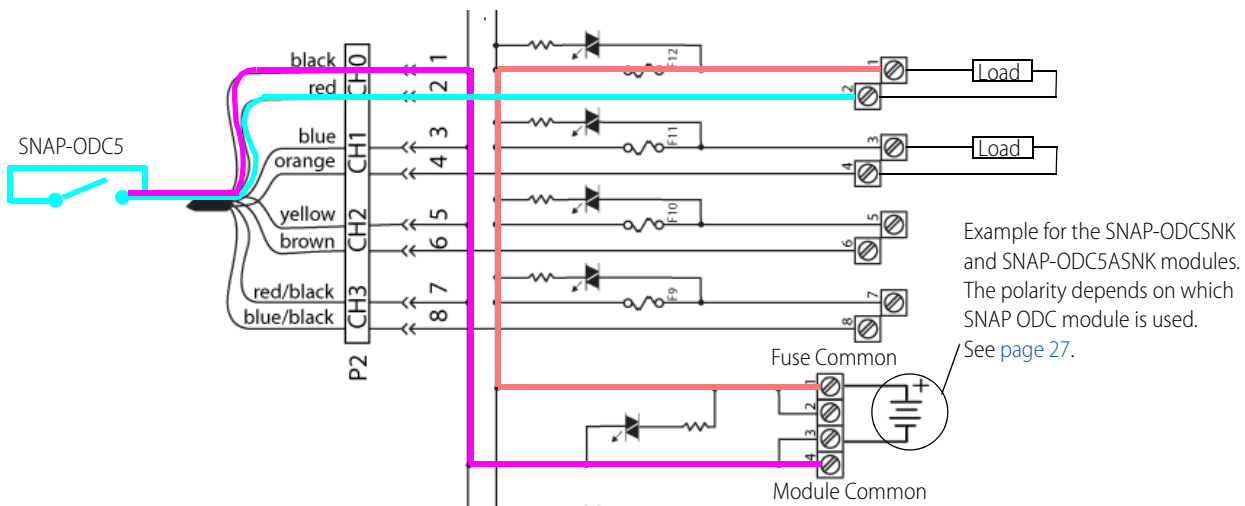 black
CH0
1
F12
1
Load
red
2
2
SNAP-ODC5
blue
CH1
3
F11
3
Load
orange
4
4
yellow
CH2
5
F10
5
brown
6
6
Example for the SNAP-ODCSNK
and SNAP-ODC5ASNK modules.
The polarity depends on which
SNAP ODC module is used.
See page 27.
red/black
CH3
7
F9
7
blue/black
8
8
P2
Fuse Common
1
+
2
3
4
Module Common